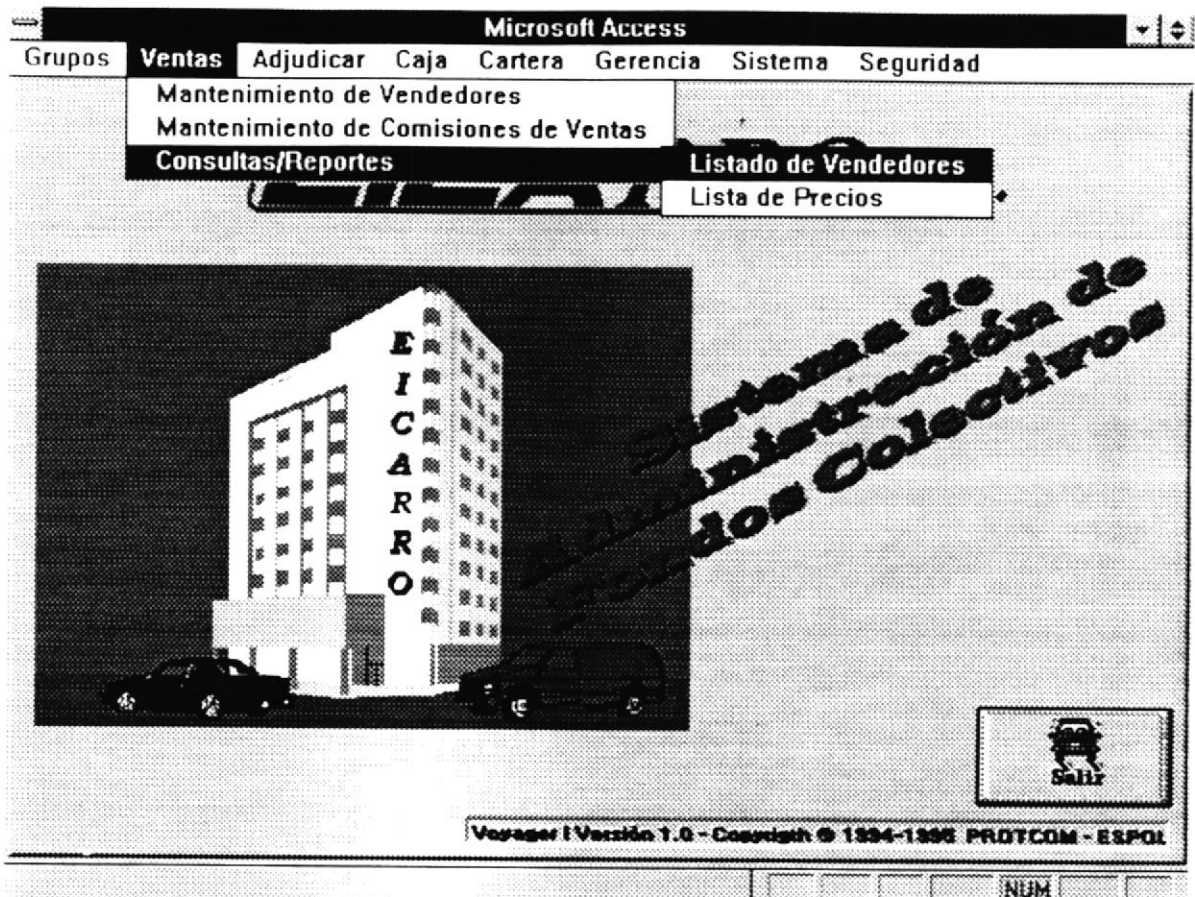 Microsoft Access
Grupos Ventas Adjudicar Caja Cartera Gerencia Sistema Seguridad
Mantenimiento de Vendedores
Mantenimiento de Comisiones de Ventas
Consultas/Reportes
Listado de Vendedores
Lista de Precios
EICARRO
Sistema de
Administración de
Fondos Colectivos
Salir
Voyager I Versión 1.0 - Copyrigth © 1994-1995 PROTCOM - ESPOL
NUM